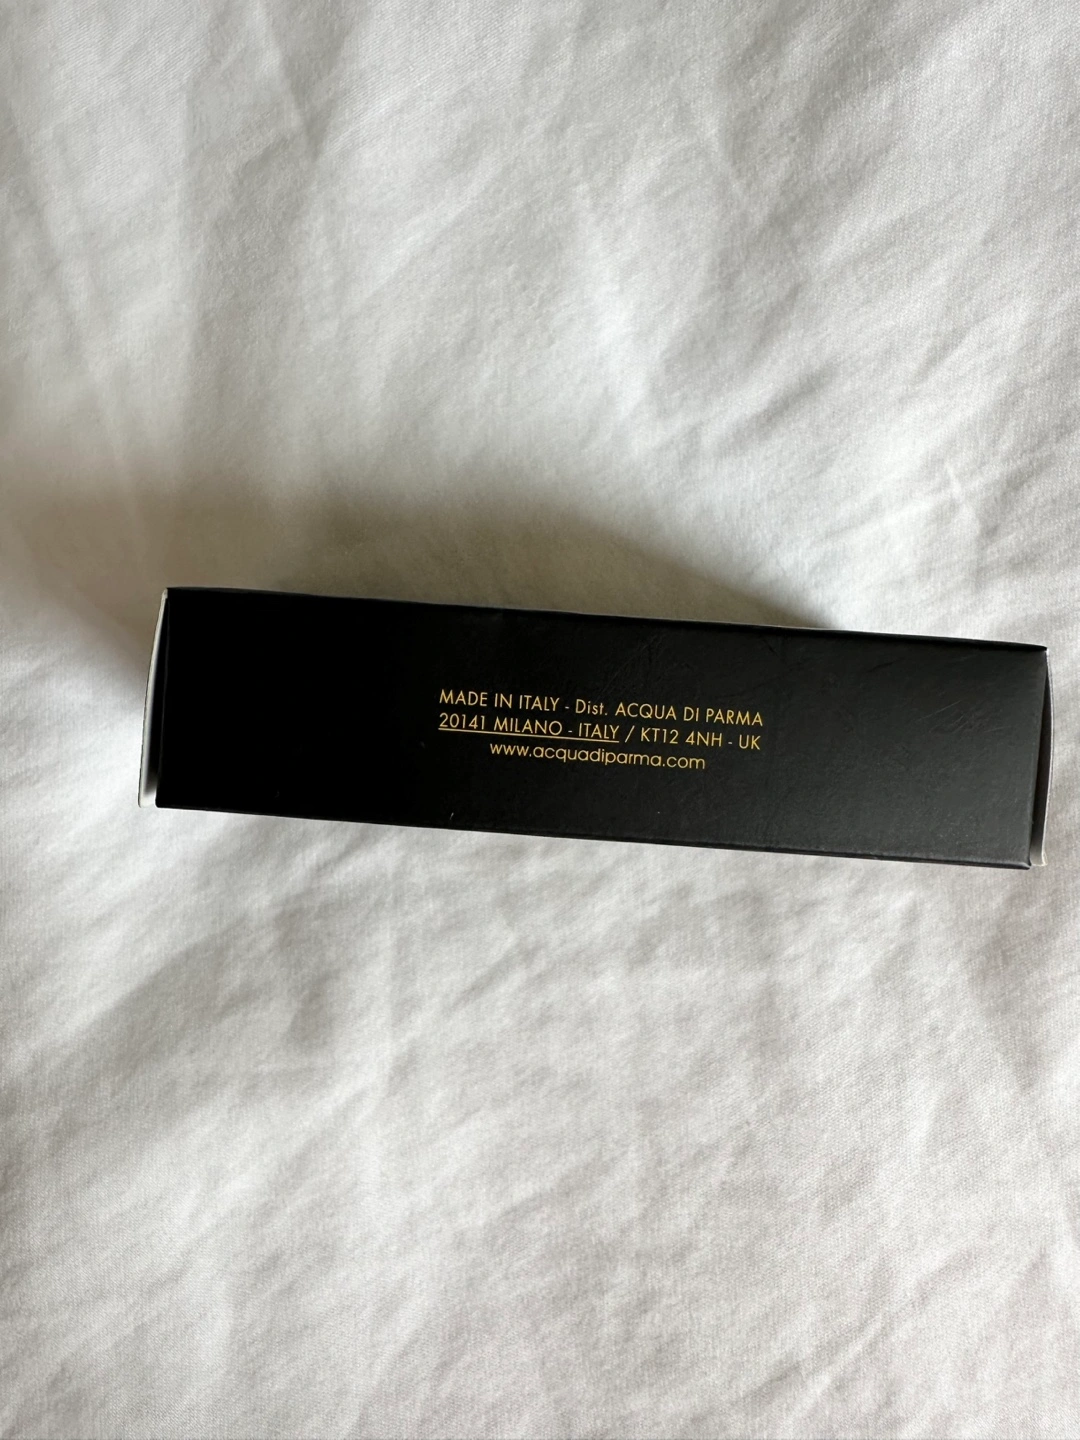 MADE IN ITALY - Dist. ACQUA DI PARMA
20141 MILANO - ITALY / KT12 4NH - UK
www.acquadiparma.com